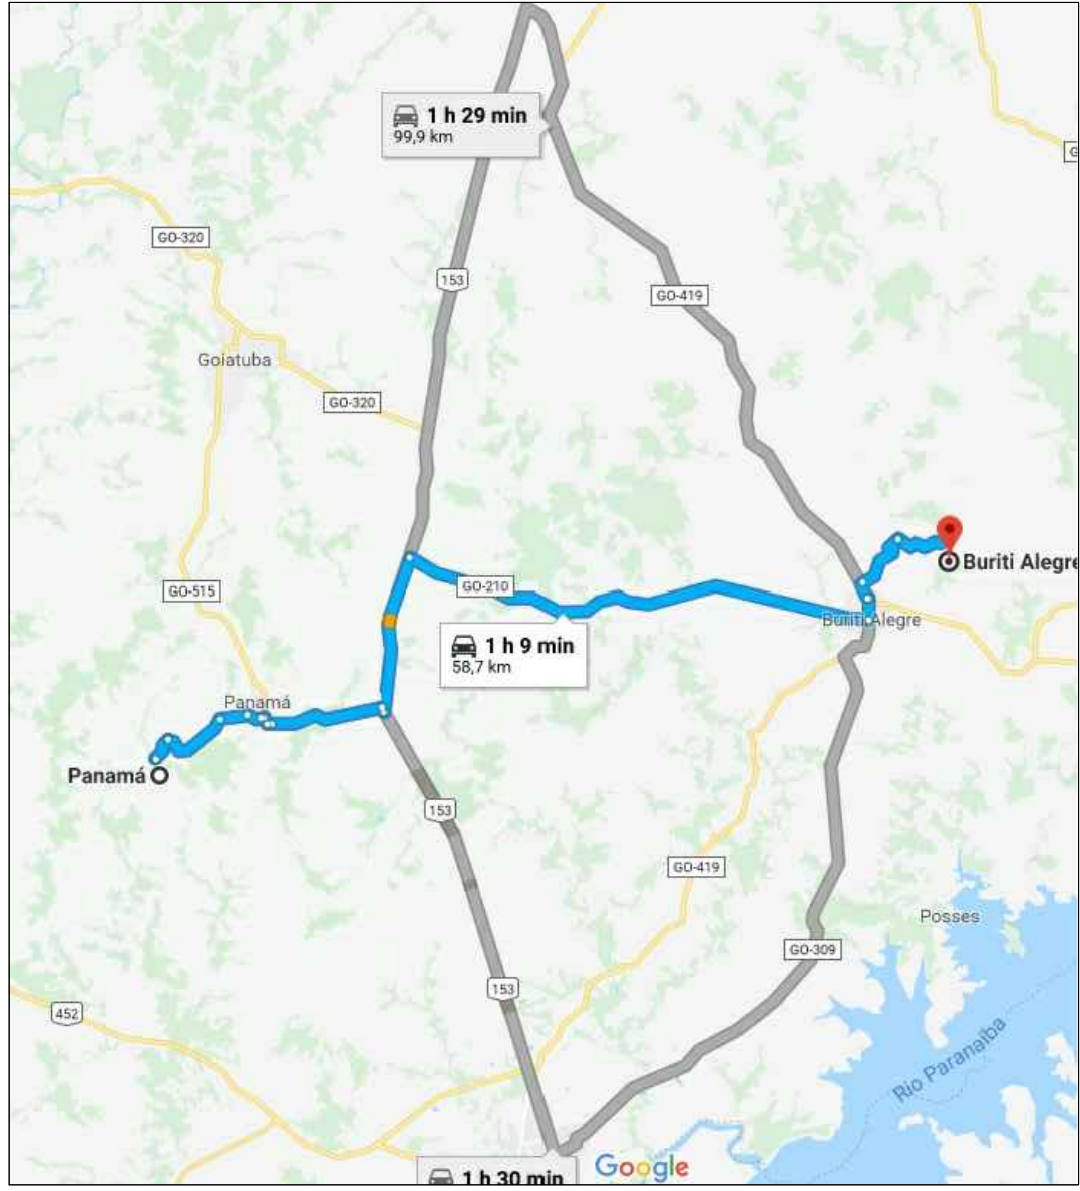 1 h 29 min
99,9 km
G
GO-320
153
GO-419
Goiatuba
GO-320
Buriti Alegre
GO-210
GO-515
Buriti Alegre
1 h 9 min
58,7 km
Panamá
Panamá
153
GO-419
Posses
GO-309
153
452
Rio Paranaíba
Google
1 h 30 min